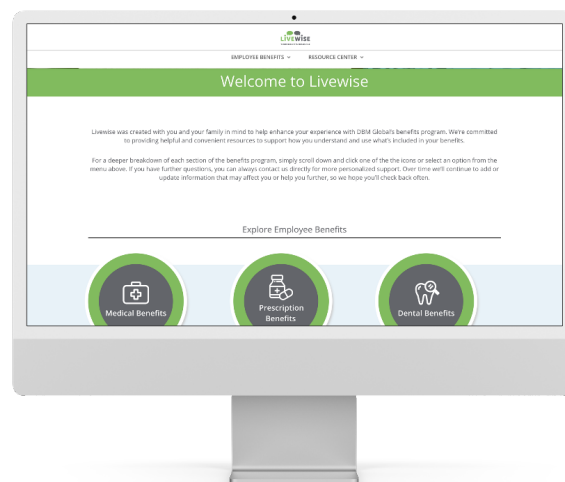 LIVEWISE
EMPLOYEE BENEFITS
RESOURCE CENTER
Welcome to Livewise
Livewise was created with you and your family in mind to help enhance your experience with DBM Global's benefits program. We're committed
to providing helpful and convenient resources to support how you understand and use what's included in your benefits.
For a deeper breakdown of each section of the benefits program, simply scroll down and click one of the the icons or select an option from the
menu above. If you have further questions, you can always contact us directly for more personalized support. Over time we'll continue to add or
update information that may affect you or help you further, so we hope you'll check back often.
Explore Employee Benefits
Medical Benefits
Prescription
Benefits
Dental Benefits